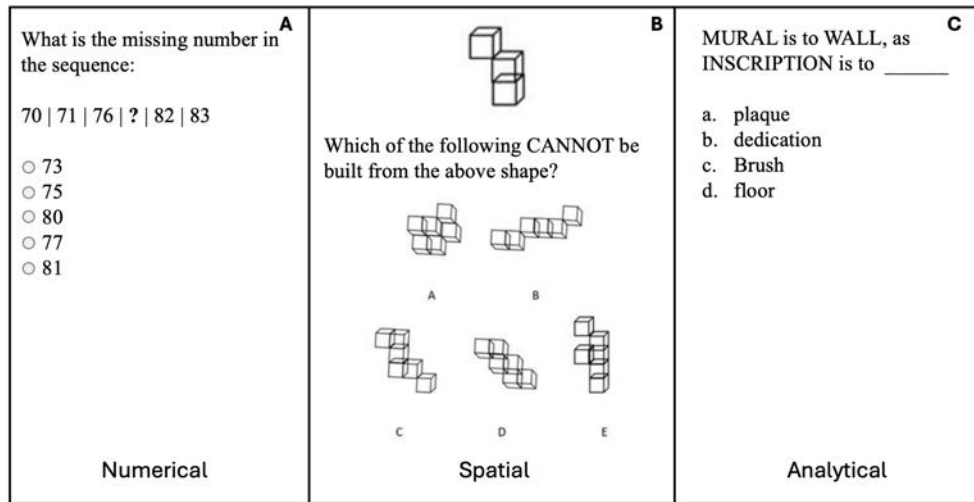 A
What is the missing number in
the sequence:
70 | 71 | 76 | ? | 82 | 83
73
75
80
77
81
Numerical
B
Which of the following CANNOT be
built from the above shape?
A
B
C
D
E
Spatial
C
MURAL is to WALL, as
INSCRIPTION is to ______
a. plaque
b. dedication
c. Brush
d. floor
Analytical